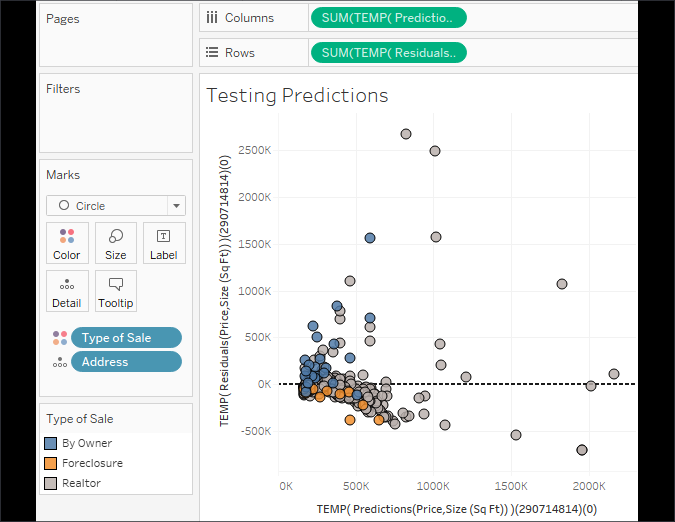 Pages
Columns
SUM(TEMP( Predictio..
Rows
SUM(TEMP( Residuals..
Filters
Marks
Circle
Color
Size
Label
Detail
Tooltip
Type of Sale
Address
Type of Sale
By Owner
Foreclosure
Realtor
Testing Predictions
TEMP( Residuals(Price,Size (Sq Ft)) )(290714814)(0)
2500K
2000K
1500K
1000K
500K
0K
-500K
0K
500K
1000K
1500K
2000K
TEMP( Predictions(Price,Size (Sq Ft)) )(290714814)(0)